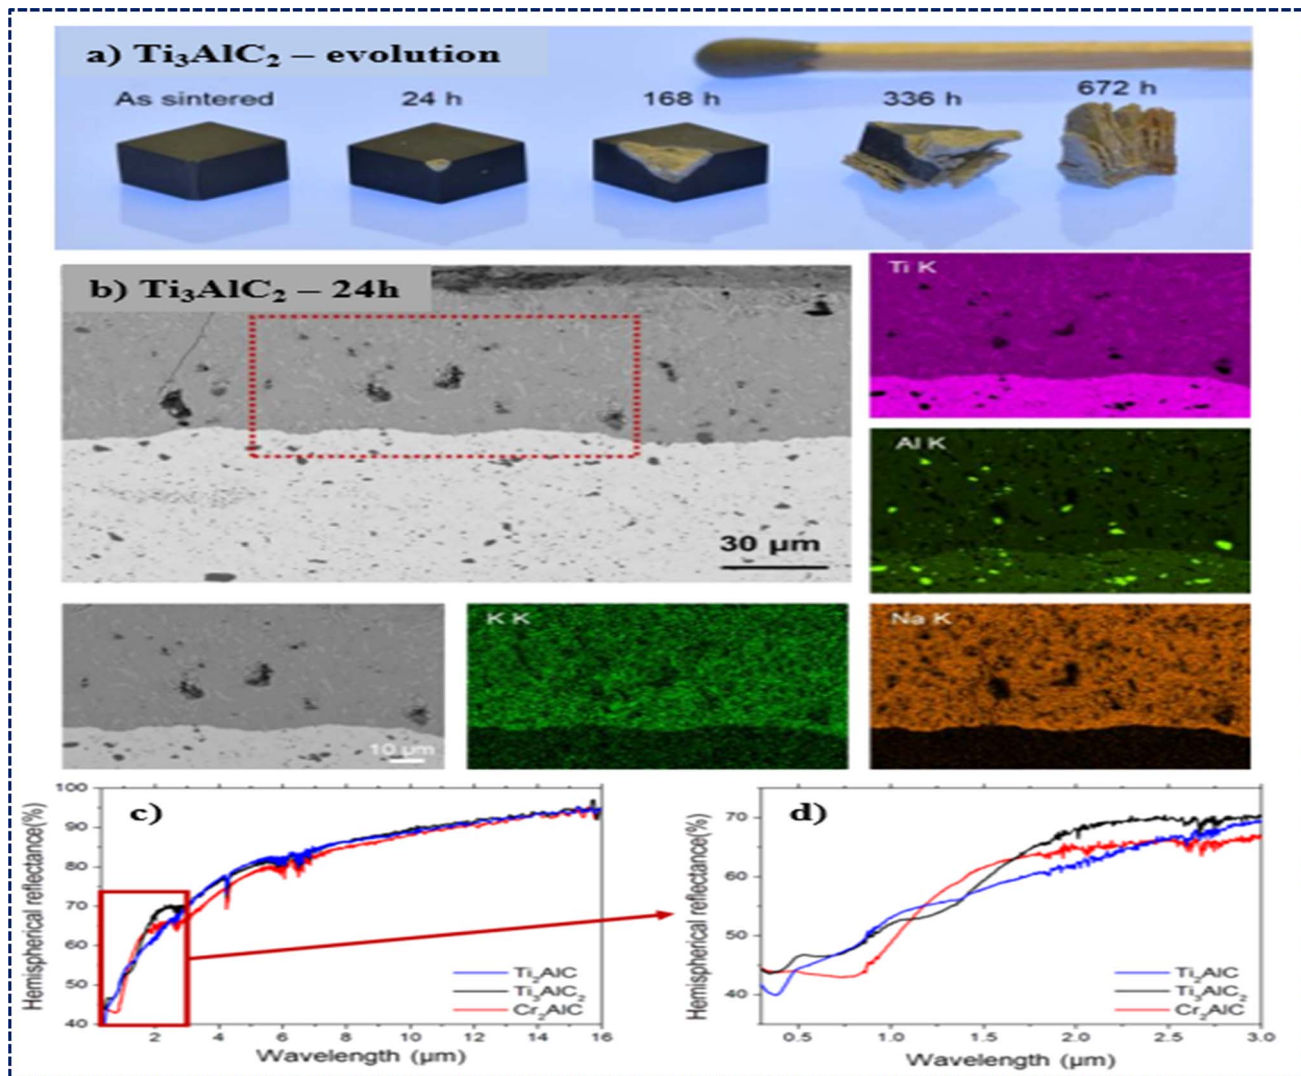 a) Ti₃AlC₂ – evolution
As sintered
24 h
168 h
336 h
672 h
b) Ti₃AlC₂ – 24h
30 μm
Ti K
Al K
10 μm
K K
Na K
c)
Hemispherical reflectance(%)
100
90
80
70
60
50
40
2
4
6
8
10
12
14
16
Wavelength (μm)
Ti₂AlC
Ti₃AlC₂
Cr₂AlC
d)
Hemispherical reflectance(%)
70
60
50
40
0.5
1.0
1.5
2.0
2.5
3.0
Wavelength (μm)
Ti₂AlC
Ti₃AlC₂
Cr₂AlC